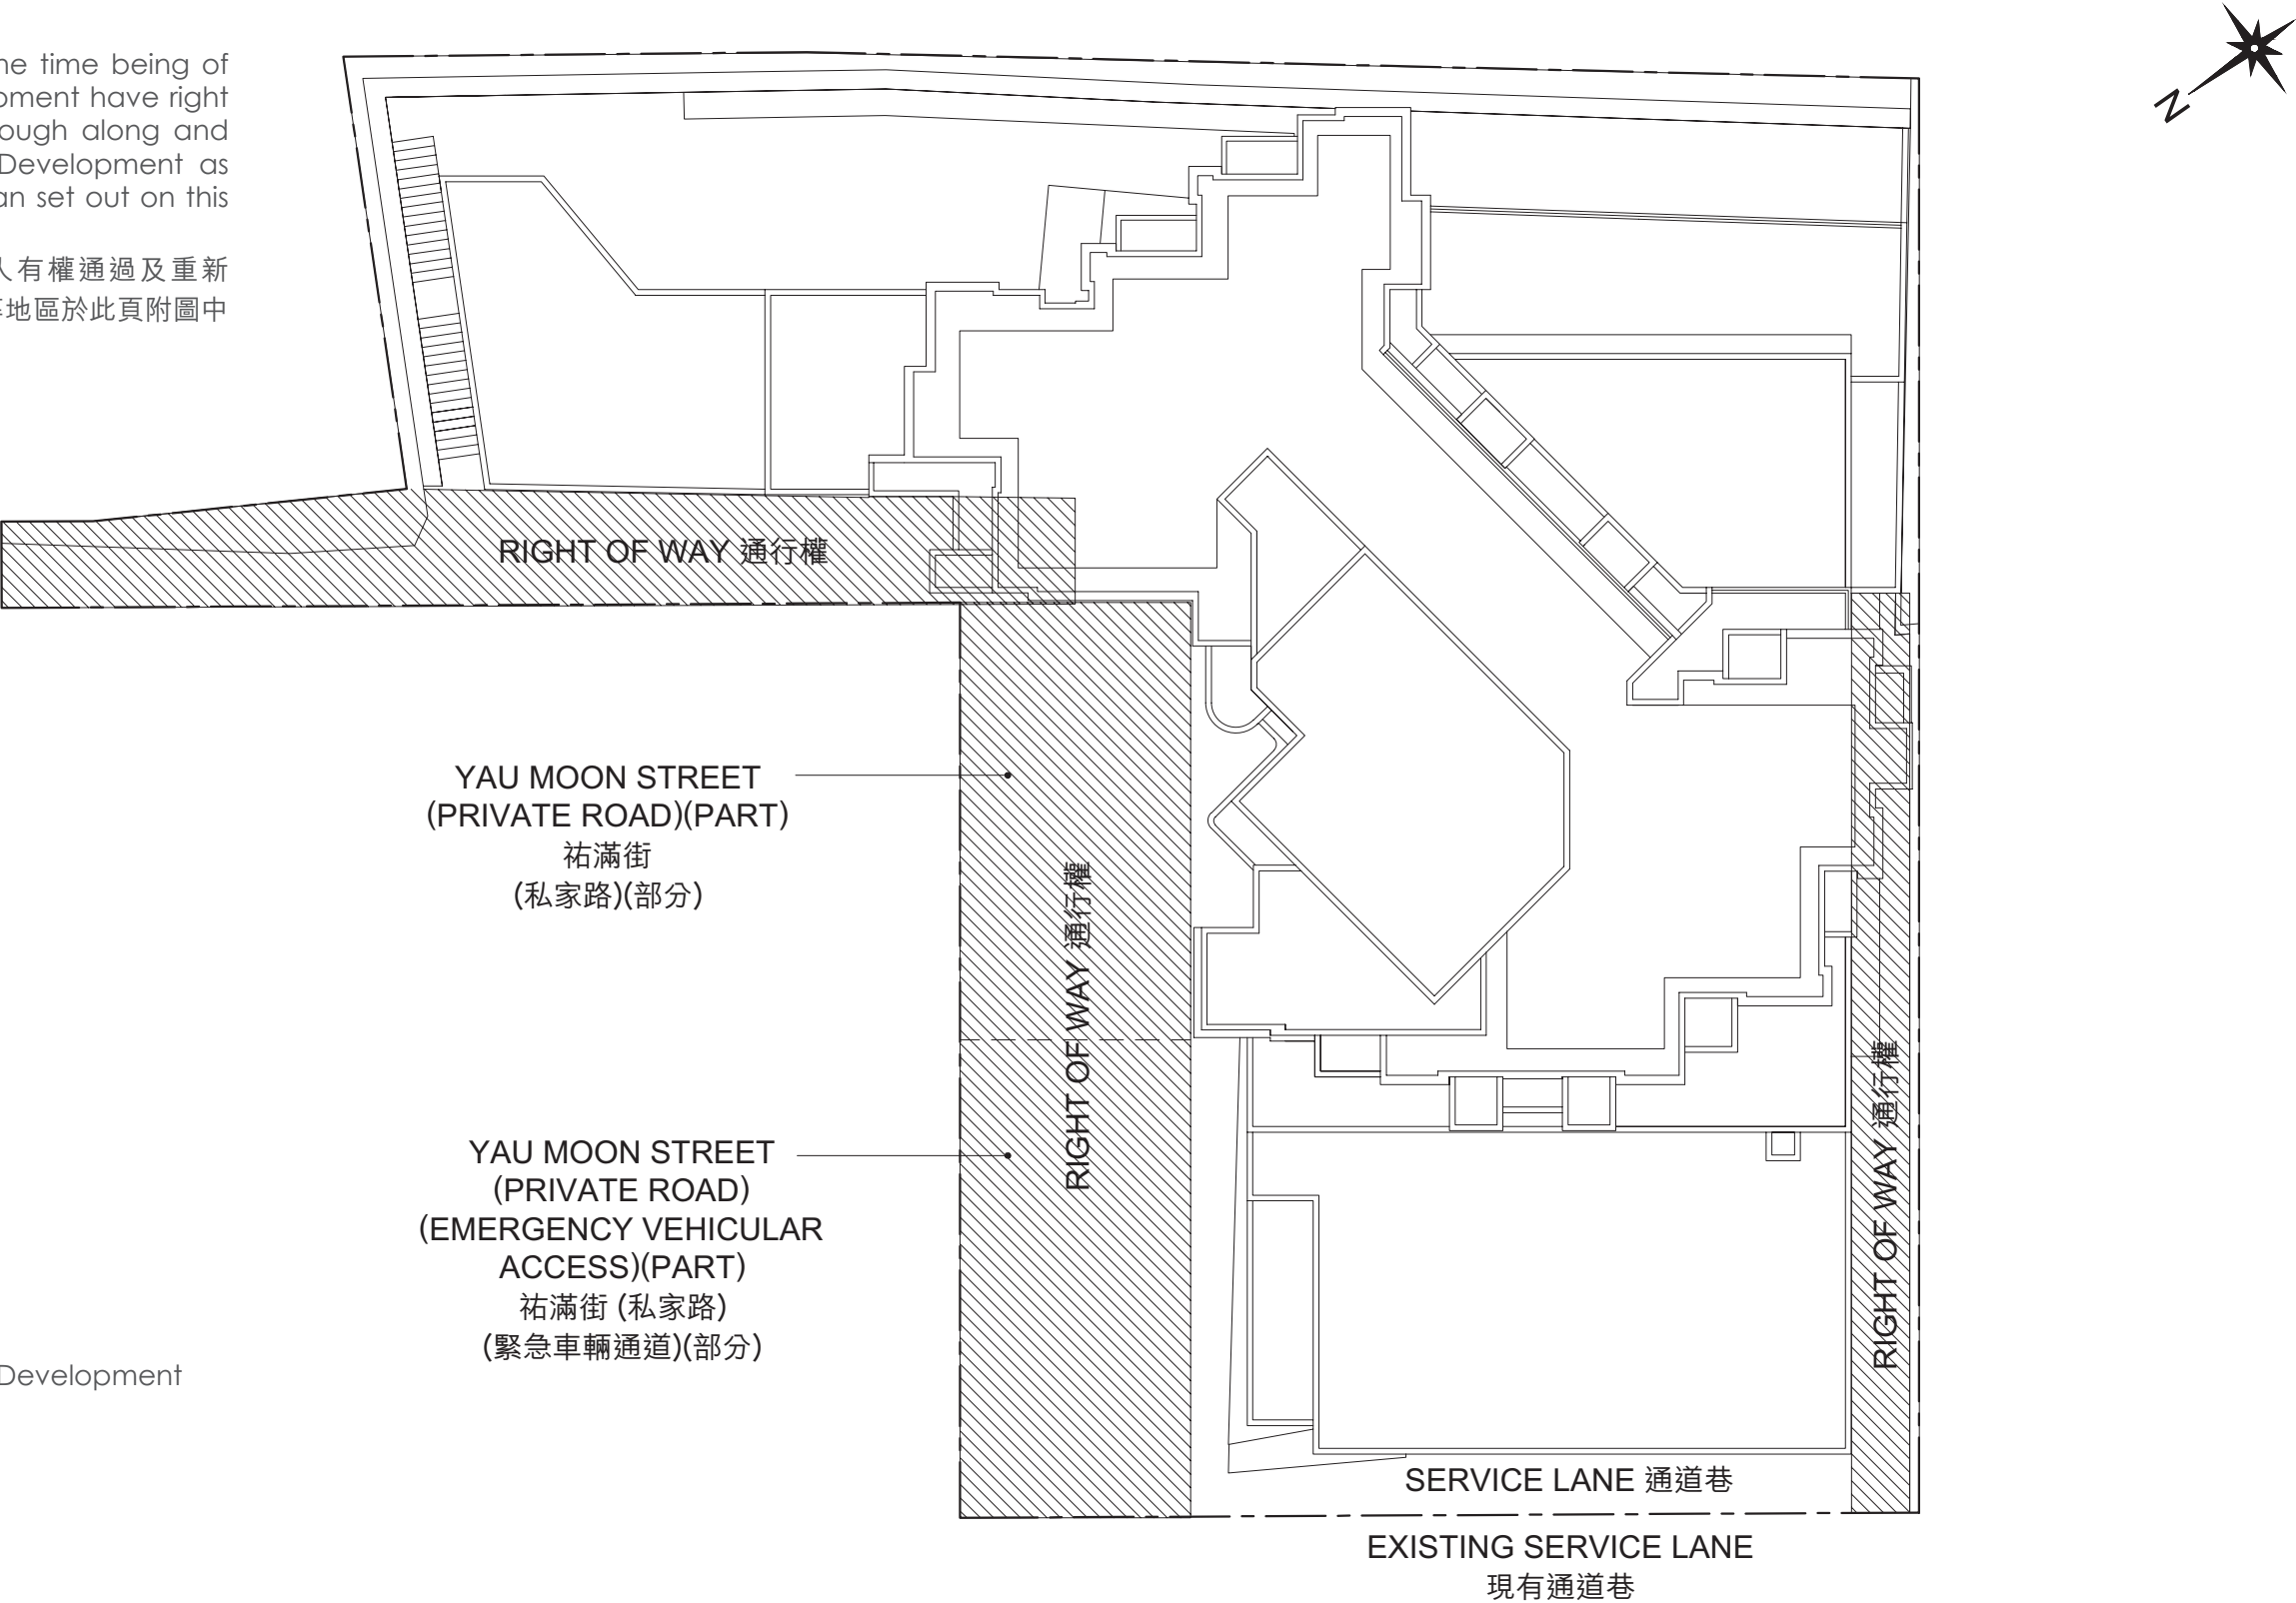 ne time being of
pment have right
ough along and
Development as
an set out on this
人有權通過及重新
地區於此頁附圖中
N
RIGHT OF WAY 通行權
YAU MOON STREET
(PRIVATE ROAD)(PART)
祐滿街
(私家路)(部分)
RIGHT OF WAY 通行權
YAU MOON STREET
(PRIVATE ROAD)
(EMERGENCY VEHICULAR
ACCESS)(PART)
祐滿街 (私家路)
(緊急車輛通道)(部分)
RIGHT OF WAY 通行權
Development
SERVICE LANE 通道巷
EXISTING SERVICE LANE
現有通道巷